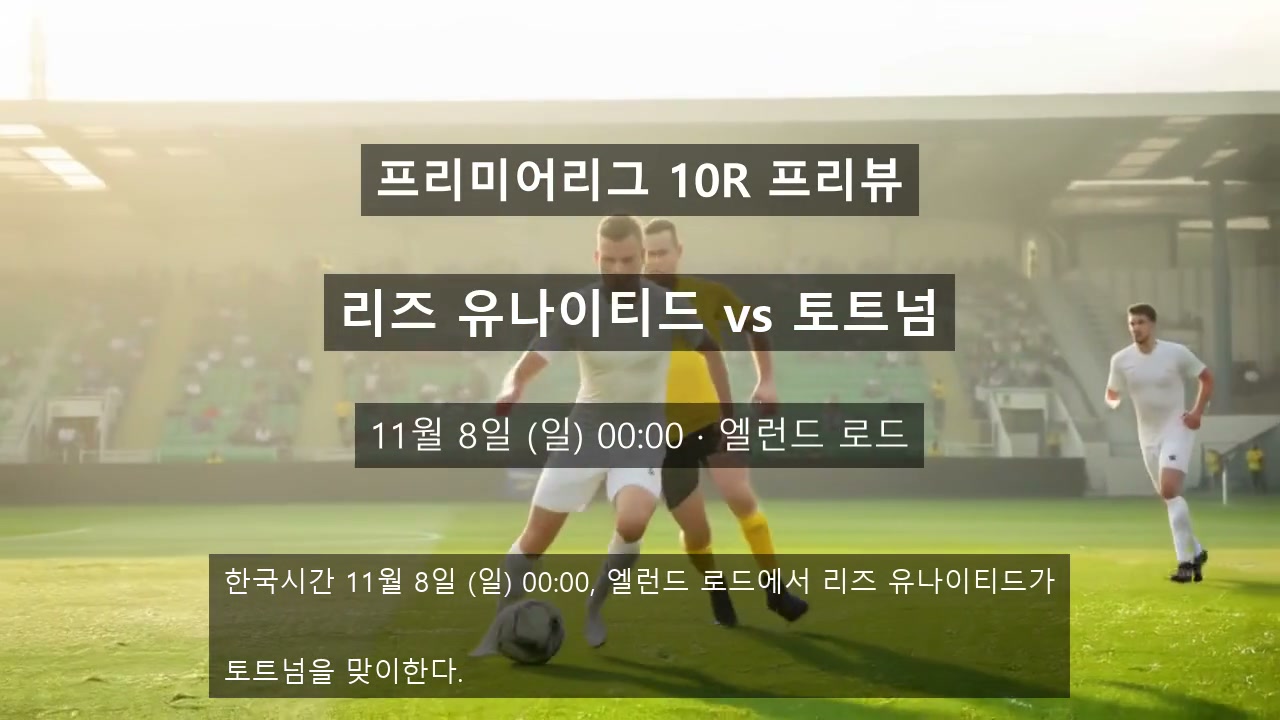 프리미어리그 10R 프리뷰
리즈 유나이티드 vs 토트넘
11월 8일 (일) 00:00 · 엘런드 로드
한국시간 11월 8일 (일) 00:00, 엘런드 로드에서 리즈 유나이티드가
토트넘을 맞이한다.